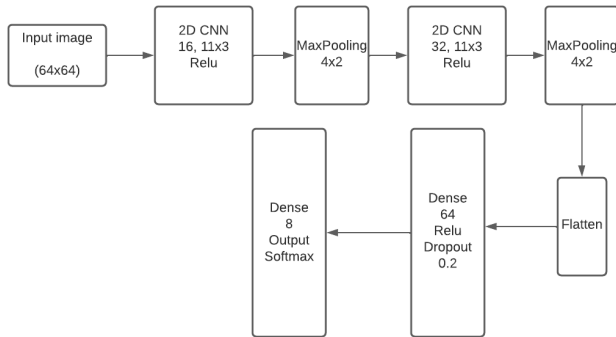 Input image
(64x64)
2D CNN
16, 11x3
Relu
MaxPooling
4x2
2D CNN
32, 11x3
Relu
MaxPooling
4x2
Flatten
Dense
64
Relu
Dropout
0.2
Dense
8
Output
Softmax